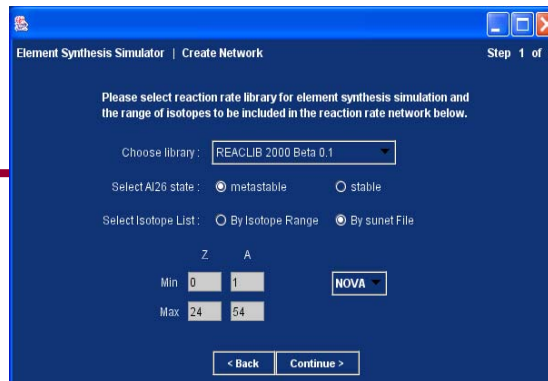 Element Synthesis Simulator | Create Network Step 1 of
Please select reaction rate library for element synthesis simulation and
the range of isotopes to be included in the reaction rate network below.
Choose library : REACLIB 2000 Beta 0.1
Select Al26 state : metastable stable
Select Isotope List : By Isotope Range By sunet File
Z A
Min 0 1 NOVA
Max 24 54
< Back Continue >